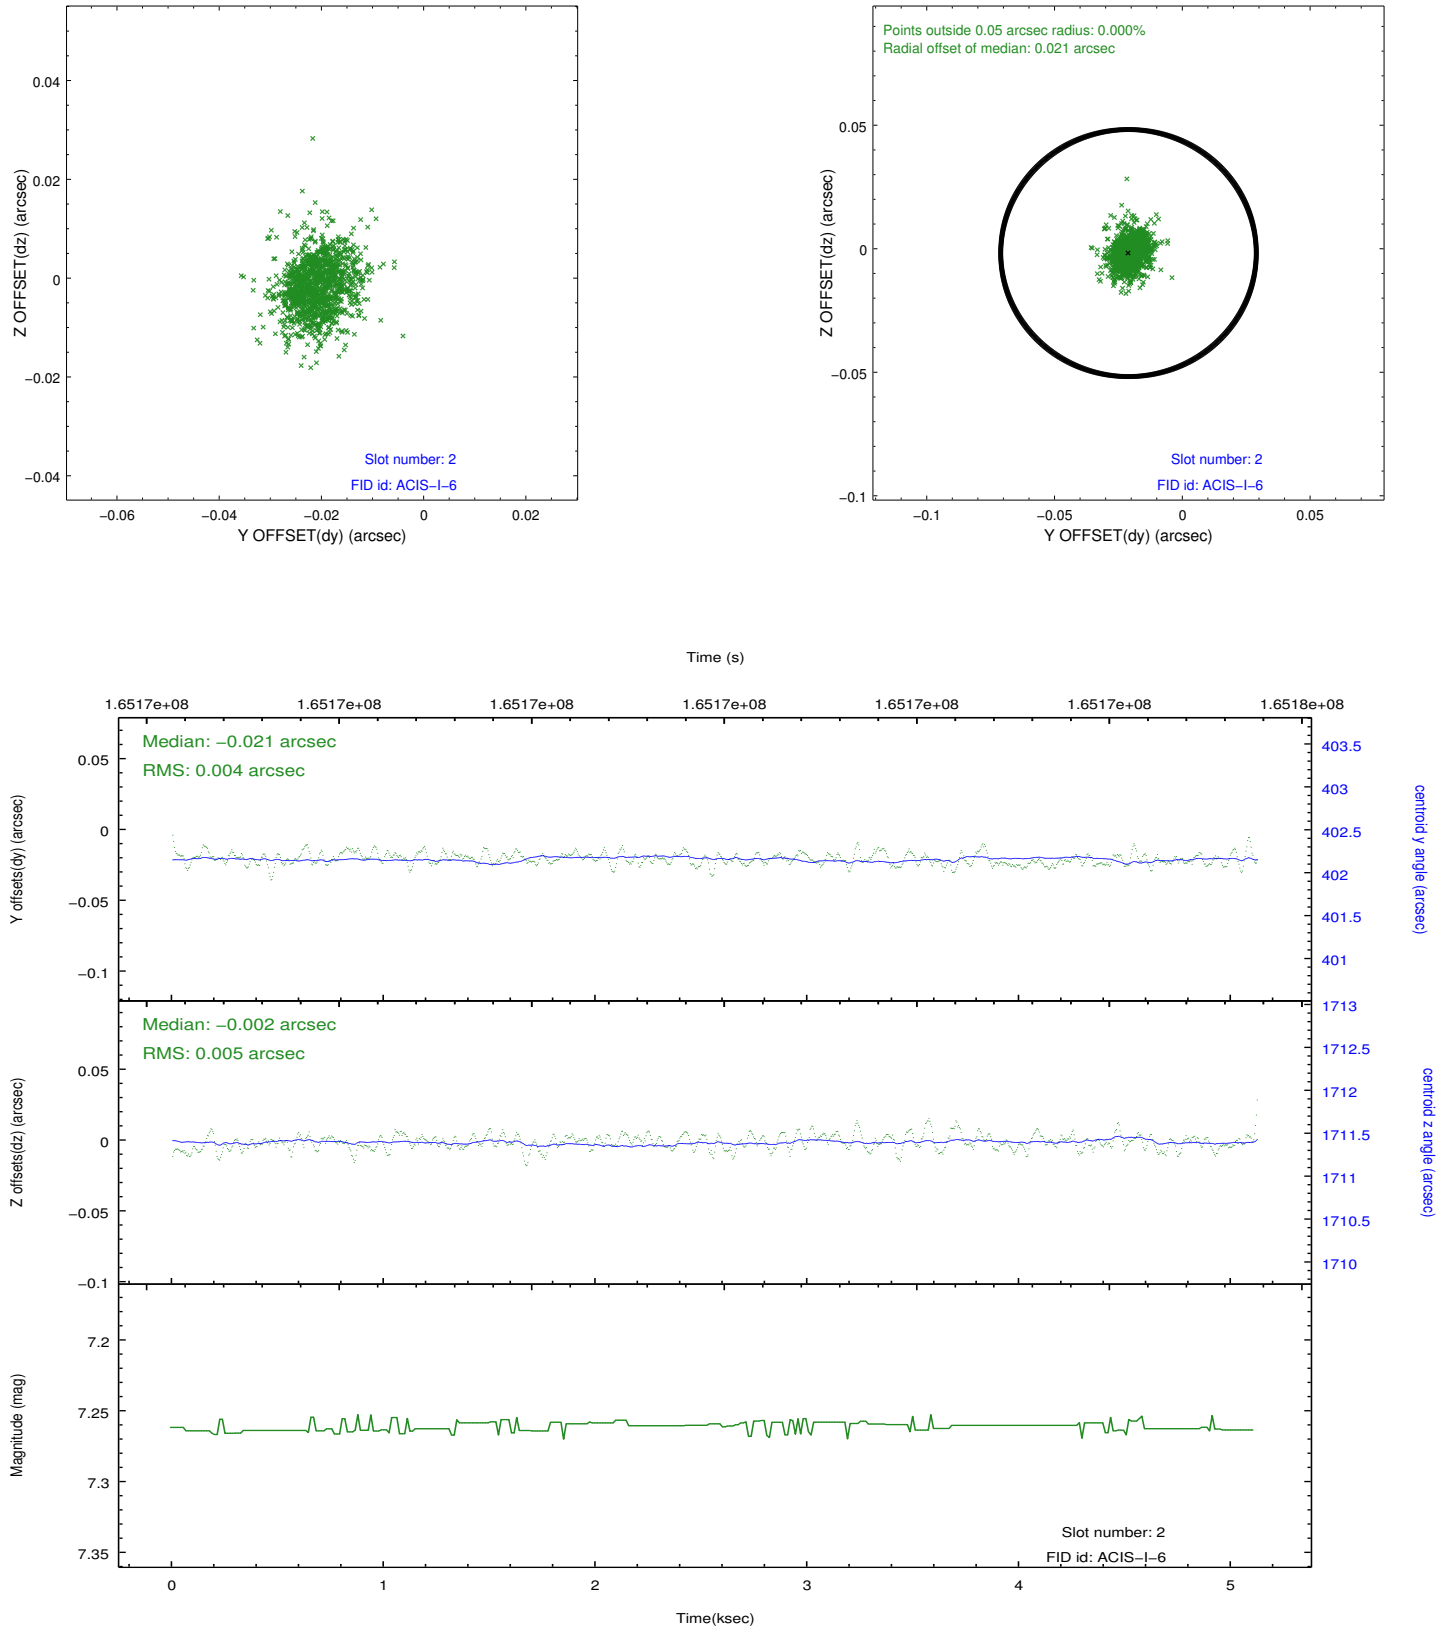 0.04
0.02
0
−0.02
−0.04
Z OFFSET(dz) (arcsec)
Slot number: 2
FID id: ACIS−I−6
−0.06
−0.04
−0.02
0
0.02
Y OFFSET(dy) (arcsec)
Points outside 0.05 arcsec radius: 0.000%
Radial offset of median: 0.021 arcsec
0.05
0
−0.05
−0.1
Z OFFSET(dz) (arcsec)
Slot number: 2
FID id: ACIS−I−6
−0.1
−0.05
0
0.05
Y OFFSET(dy) (arcsec)
Time (s)
1.6517e+08
1.6517e+08
1.6517e+08
1.6517e+08
1.6517e+08
1.6517e+08
1.6518e+08
Median: −0.021 arcsec
RMS: 0.004 arcsec
0.05
0
−0.05
−0.1
Y offsets(dy) (arcsec)
403.5
403
402.5
402
401.5
401
centroid y angle (arcsec)
Median: −0.002 arcsec
RMS: 0.005 arcsec
0.05
0
−0.05
−0.1
Z offsets(dz) (arcsec)
1713
1712.5
1712
1711.5
1711
1710.5
1710
centroid z angle (arcsec)
7.2
7.25
7.3
7.35
Magnitude (mag)
Slot number: 2
FID id: ACIS−I−6
0
1
2
3
4
5
Time(ksec)